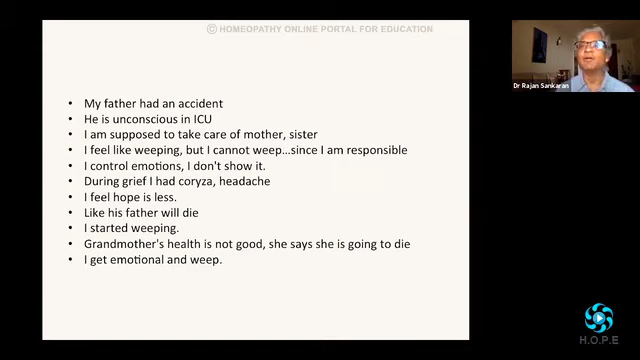 © HOMEOPATHY ONLINE PORTAL FOR EDUCATION
Dr Rajan Sankaran
• My father had an accident
• He is unconscious in ICU
• I am supposed to take care of mother, sister
• I feel like weeping, but I cannot weep...since I am responsible
• I control emotions, I don't show it.
• During grief I had coryza, headache
• I feel hope is less.
• Like his father will die
• I started weeping.
• Grandmother's health is not good, she says she is going to die
• I get emotional and weep.
H.O.P.E